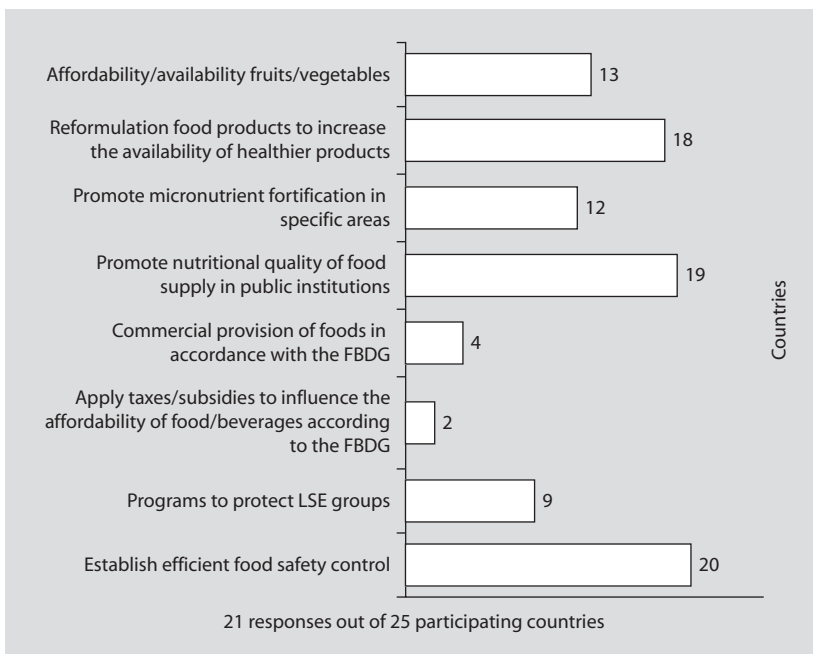 Affordability/availability fruits/vegetables
13
Reformulation food products to increase
the availability of healthier products
18
Promote micronutrient fortification in
specific areas
12
Promote nutritional quality of food
supply in public institutions
19
Commercial provision of foods in
accordance with the FBDG
4
Apply taxes/subsidies to influence the
affordability of food/beverages according
to the FBDG
2
Programs to protect LSE groups
9
Establish efficient food safety control
20
Countries
21 responses out of 25 participating countries